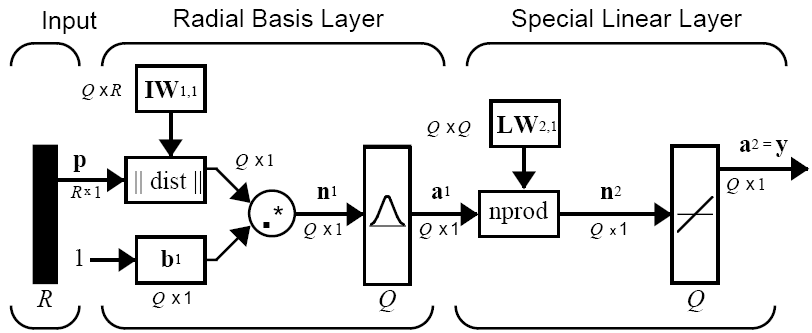 Input Radial Basis Layer Special Linear Layer
Q x R IW1,1
Q x Q LW2,1
p R x 1 || dist || Q x 1
.* n1 Q x 1 a1 Q x 1 nprod n2 Q x 1 a2 = y Q x 1
1 b1 Q x 1
R Q Q